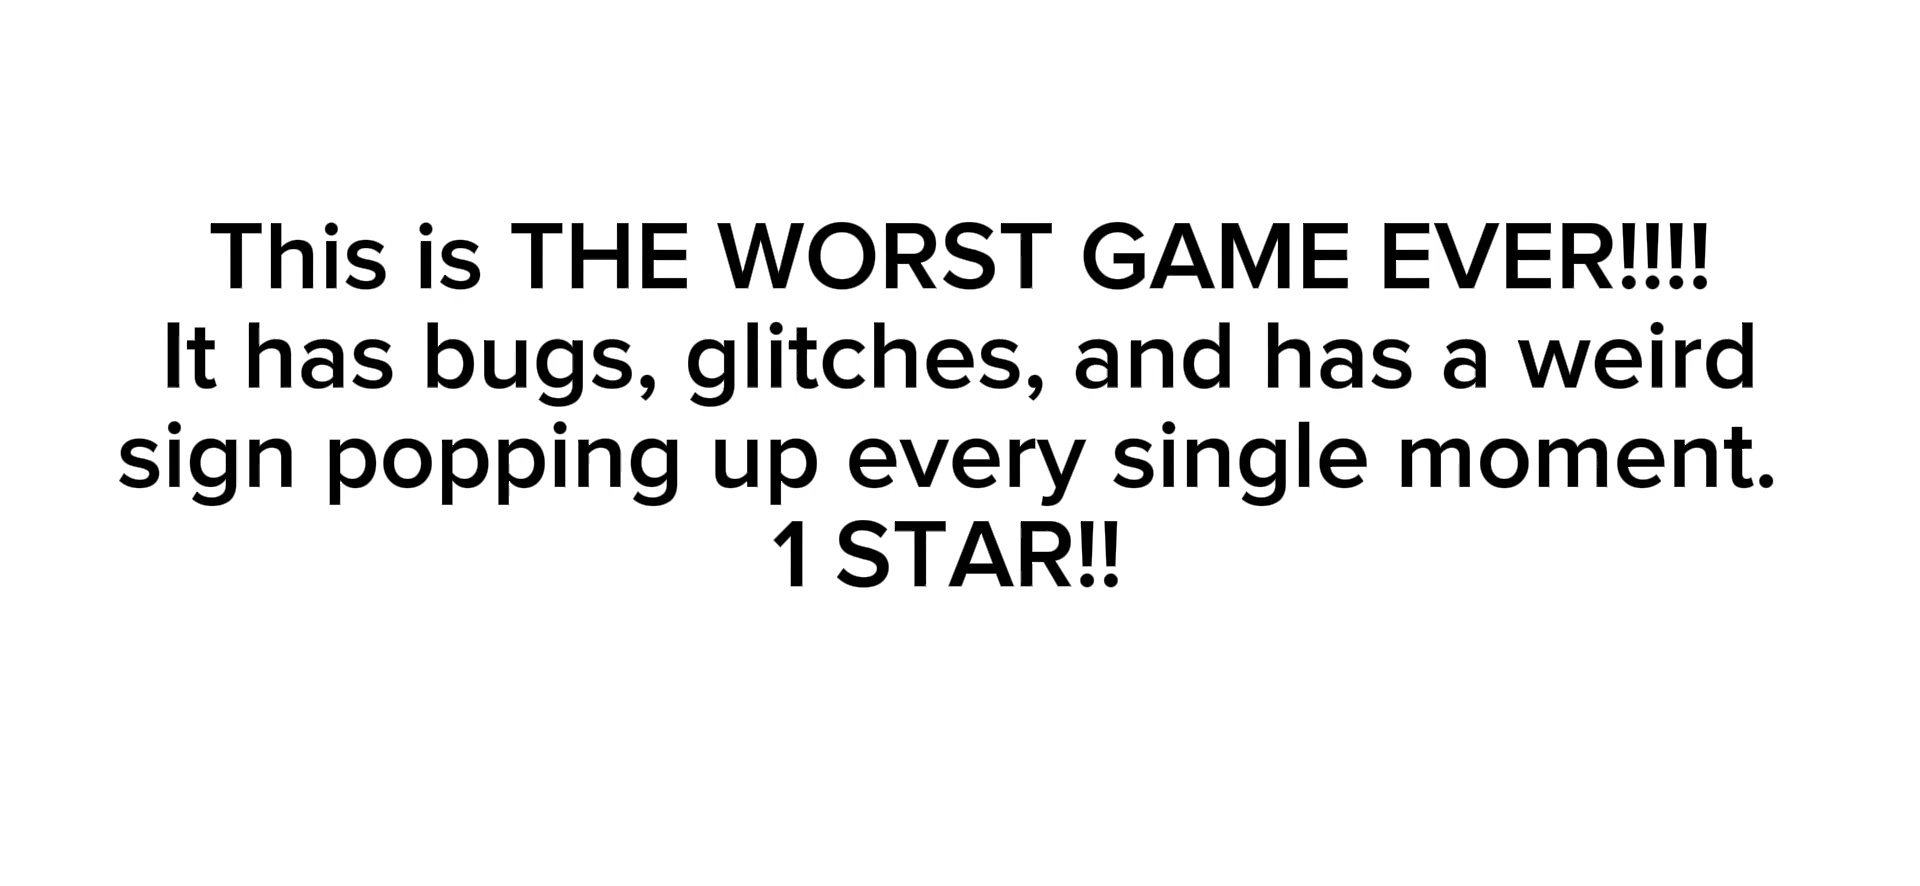 This is THE WORST GAME EVER!!!!
It has bugs, glitches, and has a weird
sign popping up every single moment.
1 STAR!!